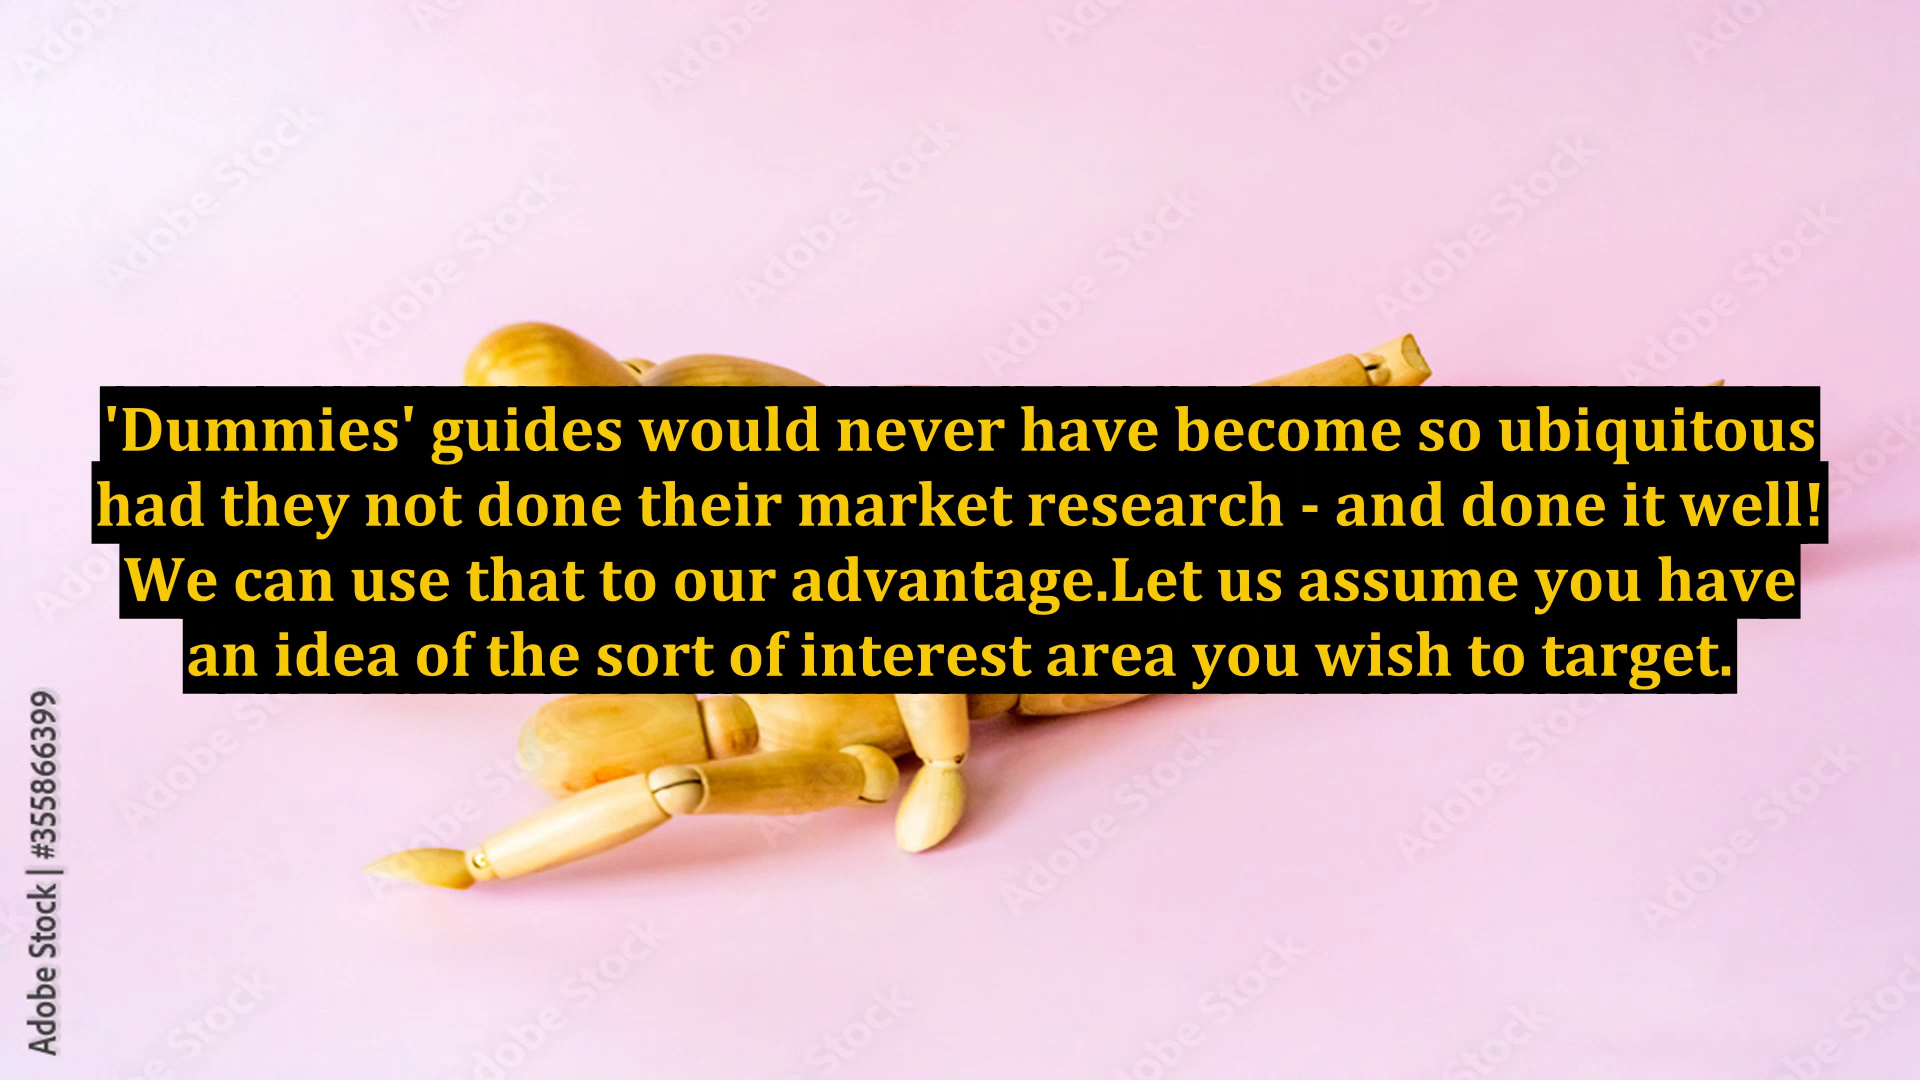 'Dummies' guides would never have become so ubiquitous
had they not done their market research - and done it well!
We can use that to our advantage.Let us assume you have
an idea of the sort of interest area you wish to target.
Adobe Stock | #355866399
Adobe Stock